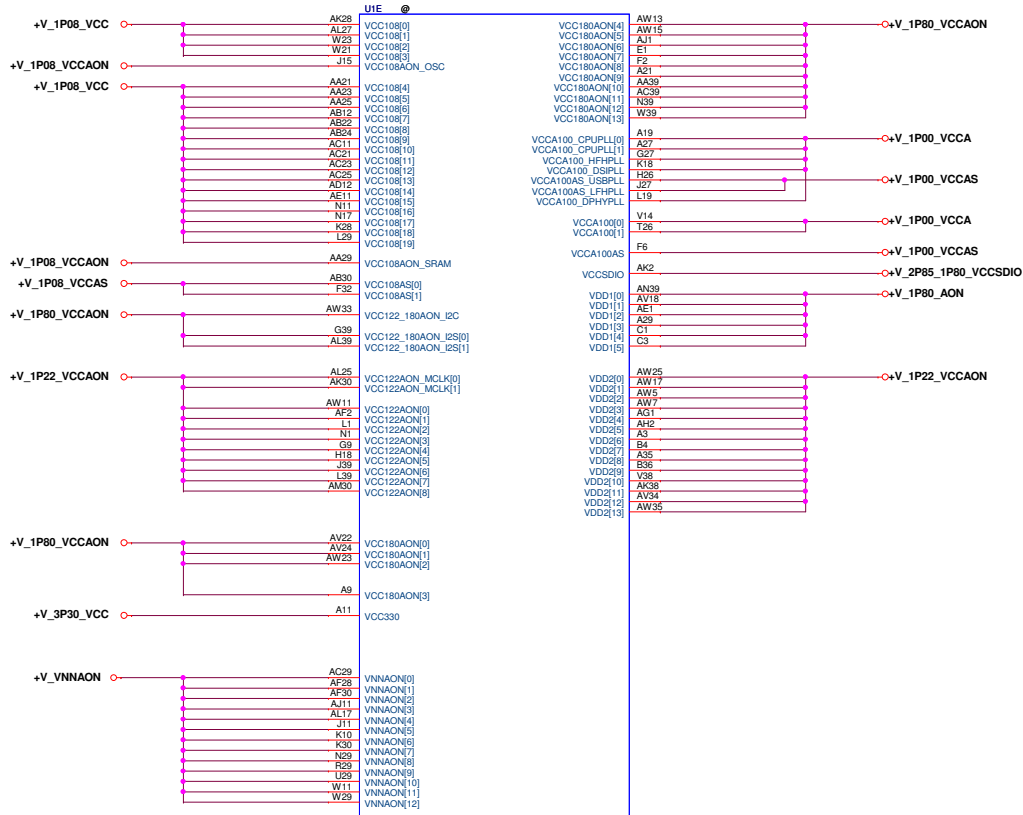 U1E @
+V_1P08_VCC AK28 VCC108[0]
AL27 VCC108[1]
W23 VCC108[2]
W21 VCC108[3]
+V_1P08_VCCAON J15 VCC108AON_OSC
+V_1P08_VCC AA21 VCC108[4]
AA23 VCC108[5]
AA25 VCC108[6]
AB12 VCC108[7]
AB22 VCC108[8]
AB24 VCC108[9]
AC11 VCC108[10]
AC21 VCC108[11]
AC23 VCC108[12]
AC25 VCC108[13]
AD12 VCC108[14]
AE11 VCC108[15]
N11 VCC108[16]
N17 VCC108[17]
K28 VCC108[18]
L29 VCC108[19]
+V_1P08_VCCAON AA29 VCC108AON_SRAM
+V_1P08_VCCAS AB30 VCC108AS[0]
F32 VCC108AS[1]
+V_1P80_VCCAON AW33 VCC122_180AON_I2C
G39 VCC122_180AON_I2S[0]
AL39 VCC122_180AON_I2S[1]
+V_1P22_VCCAON AL25 VCC122AON_MCLK[0]
AK30 VCC122AON_MCLK[1]
AW11 VCC122AON[0]
AF2 VCC122AON[1]
L1 VCC122AON[2]
N1 VCC122AON[3]
G9 VCC122AON[4]
H18 VCC122AON[5]
J39 VCC122AON[6]
L39 VCC122AON[7]
AM30 VCC122AON[8]
+V_1P80_VCCAON AV22 VCC180AON[0]
AV24 VCC180AON[1]
AW23 VCC180AON[2]
A9 VCC180AON[3]
+V_3P30_VCC A11 VCC330
+V_VNNAON AC29 VNNAON[0]
AF28 VNNAON[1]
AF30 VNNAON[2]
AJ11 VNNAON[3]
AL17 VNNAON[4]
J11 VNNAON[5]
K10 VNNAON[6]
K30 VNNAON[7]
N29 VNNAON[8]
R29 VNNAON[9]
U29 VNNAON[10]
W11 VNNAON[11]
W29 VNNAON[12]
VCC180AON[4] AW13 +V_1P80_VCCAON
VCC180AON[5] AW15
VCC180AON[6] AJ1
VCC180AON[7] E1
VCC180AON[8] F2
VCC180AON[9] A21
VCC180AON[10] AA39
VCC180AON[11] AC39
VCC180AON[12] N39
VCC180AON[13] W39
VCCA100_CPUPLL[0] A19 +V_1P00_VCCA
VCCA100_CPUPLL[1] A27
VCCA100_HFHPLL G27
VCCA100_DSIPLL K18
VCCA100AS_USBPLL H26 +V_1P00_VCCAS
VCCA100AS_LFHPLL J27
VCCA100_DPHYPLL L19
VCCA100[0] V14 +V_1P00_VCCA
VCCA100[1] T26
VCCA100AS F6 +V_1P00_VCCAS
VCCSDIO AK2 +V_2P85_1P80_VCCSDIO
VDD1[0] AN39 +V_1P80_AON
VDD1[1] AV18
VDD1[2] AE1
VDD1[3] A29
VDD1[4] C1
VDD1[5] C3
VDD2[0] AW25 +V_1P22_VCCAON
VDD2[1] AW17
VDD2[2] AW5
VDD2[3] AW7
VDD2[4] AG1
VDD2[5] AH2
VDD2[6] A3
VDD2[7] B4
VDD2[8] A35
VDD2[9] B36
VDD2[10] V38
VDD2[11] AK38
VDD2[12] AV34
VDD2[13] AW35